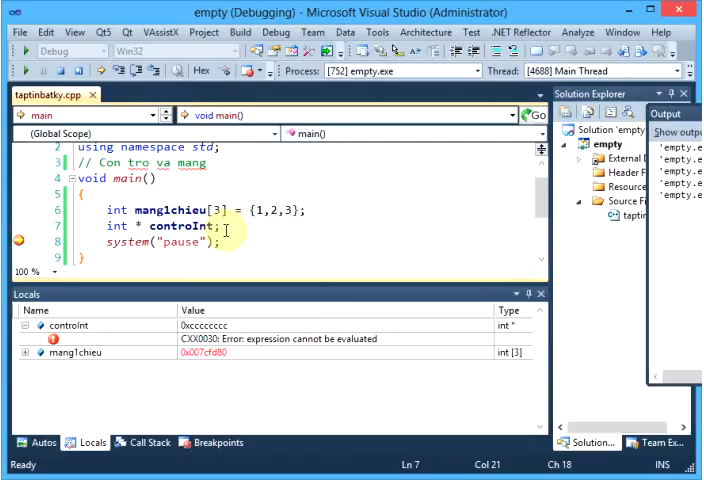 empty (Debugging) - Microsoft Visual Studio (Administrator)
File Edit View Qt5 Qt VAssistX Project Build Debug Team Data Tools Architecture Test .NET Reflector Analyze Window Help
Debug Win32
Hex Process: [752] empty.exe Thread: [4688] Main Thread
taptinbatky.cpp
main void main() Go
(Global Scope) main()
2 using namespace std;
3 // Con tro va mang
4 void main()
5 {
6 int mang1chieu[3] = {1,2,3};
7 int * controInt;
8 system("pause");
9 }
100 %
Locals
Name Value Type
controInt 0xcccccccc int *
CXX0030: Error: expression cannot be evaluated
mang1chieu 0x007cfd80 int [3]
Autos Locals Call Stack Breakpoints
Solution Explorer
Solution 'empty
empty
External D
Header F
Resource
Source Fi
taptin
Solution... Team Ex...
Output
Show outpu
'empty.e
'empty.e
'empty.e
'empty.e
'empty.e
Ready Ln 7 Col 21 Ch 18 INS